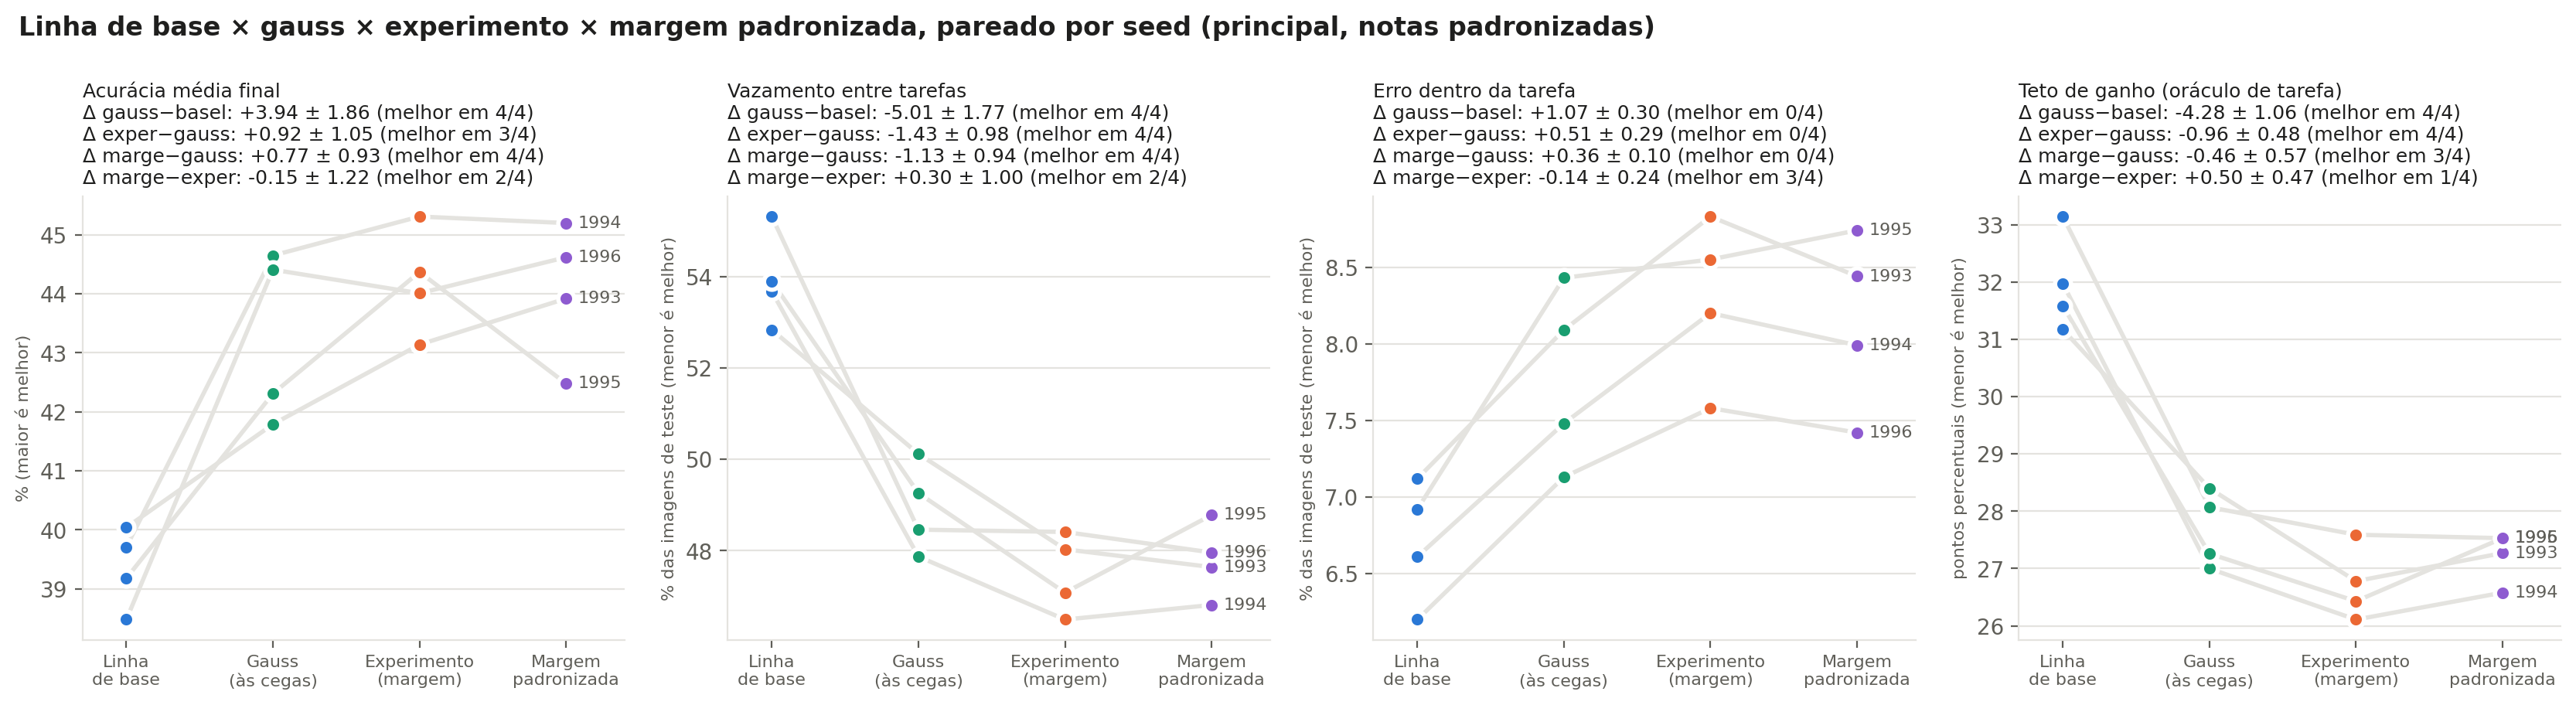 Linha de base × gauss × experimento × margem padronizada, pareado por seed (principal, notas padronizadas)
Acurácia média final
Δ gauss−basel: +3.94 ± 1.86 (melhor em 4/4)
Δ exper−gauss: +0.92 ± 1.05 (melhor em 3/4)
Δ marge−gauss: +0.77 ± 0.93 (melhor em 4/4)
Δ marge−exper: -0.15 ± 1.22 (melhor em 2/4)
% (maior é melhor)
45
44
43
42
41
40
39
1994
1996
1993
1995
Linha
de base
Gauss
(às cegas)
Experimento
(margem)
Margem
padronizada
Vazamento entre tarefas
Δ gauss−basel: -5.01 ± 1.77 (melhor em 4/4)
Δ exper−gauss: -1.43 ± 0.98 (melhor em 4/4)
Δ marge−gauss: -1.13 ± 0.94 (melhor em 4/4)
Δ marge−exper: +0.30 ± 1.00 (melhor em 2/4)
% das imagens de teste (menor é melhor)
54
52
50
48
1995
1996
1993
1994
Linha
de base
Gauss
(às cegas)
Experimento
(margem)
Margem
padronizada
Erro dentro da tarefa
Δ gauss−basel: +1.07 ± 0.30 (melhor em 0/4)
Δ exper−gauss: +0.51 ± 0.29 (melhor em 0/4)
Δ marge−gauss: +0.36 ± 0.10 (melhor em 0/4)
Δ marge−exper: -0.14 ± 0.24 (melhor em 3/4)
% das imagens de teste (menor é melhor)
8.5
8.0
7.5
7.0
6.5
1995
1993
1994
1996
Linha
de base
Gauss
(às cegas)
Experimento
(margem)
Margem
padronizada
Teto de ganho (oráculo de tarefa)
Δ gauss−basel: -4.28 ± 1.06 (melhor em 4/4)
Δ exper−gauss: -0.96 ± 0.48 (melhor em 4/4)
Δ marge−gauss: -0.46 ± 0.57 (melhor em 3/4)
Δ marge−exper: +0.50 ± 0.47 (melhor em 1/4)
pontos percentuais (menor é melhor)
33
32
31
30
29
28
27
26
1993
1994
Linha
de base
Gauss
(às cegas)
Experimento
(margem)
Margem
padronizada